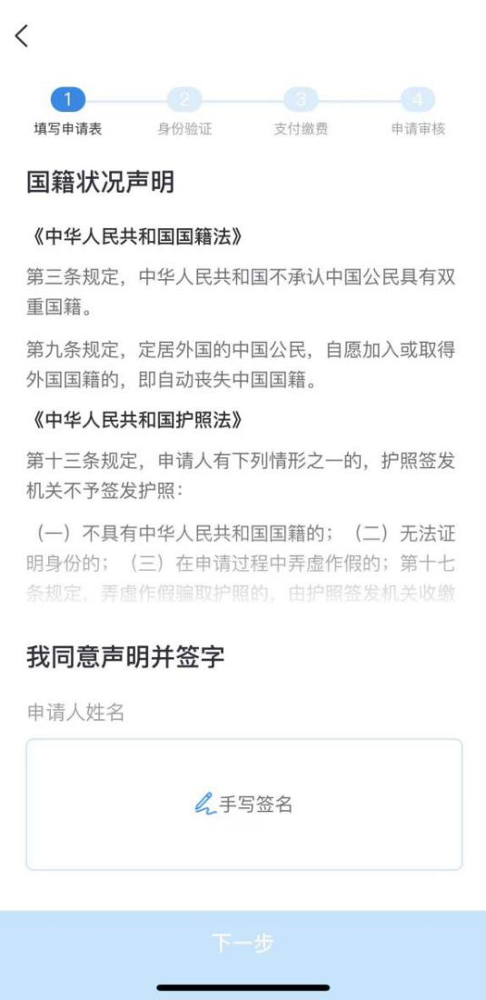 1
2
3
4
填写申请表
身份验证
支付缴费
申请审核
国籍状况声明
《中华人民共和国国籍法》
第三条规定，中华人民共和国不承认中国公民具有双
重国籍。
第九条规定，定居外国的中国公民，自愿加入或取得
外国国籍的，即自动丧失中国国籍。
《中华人民共和国护照法》
第十三条规定，申请人有下列情形之一的，护照签发
机关不予签发护照：
（一）不具有中华人民共和国国籍的；（二）无法证
明身份的；（三）在申请过程中弄虚作假的；第十七
条规定，弄虚作假骗取护照的，由护照签发机关收缴
我同意声明并签字
申请人姓名
手写签名
下一步